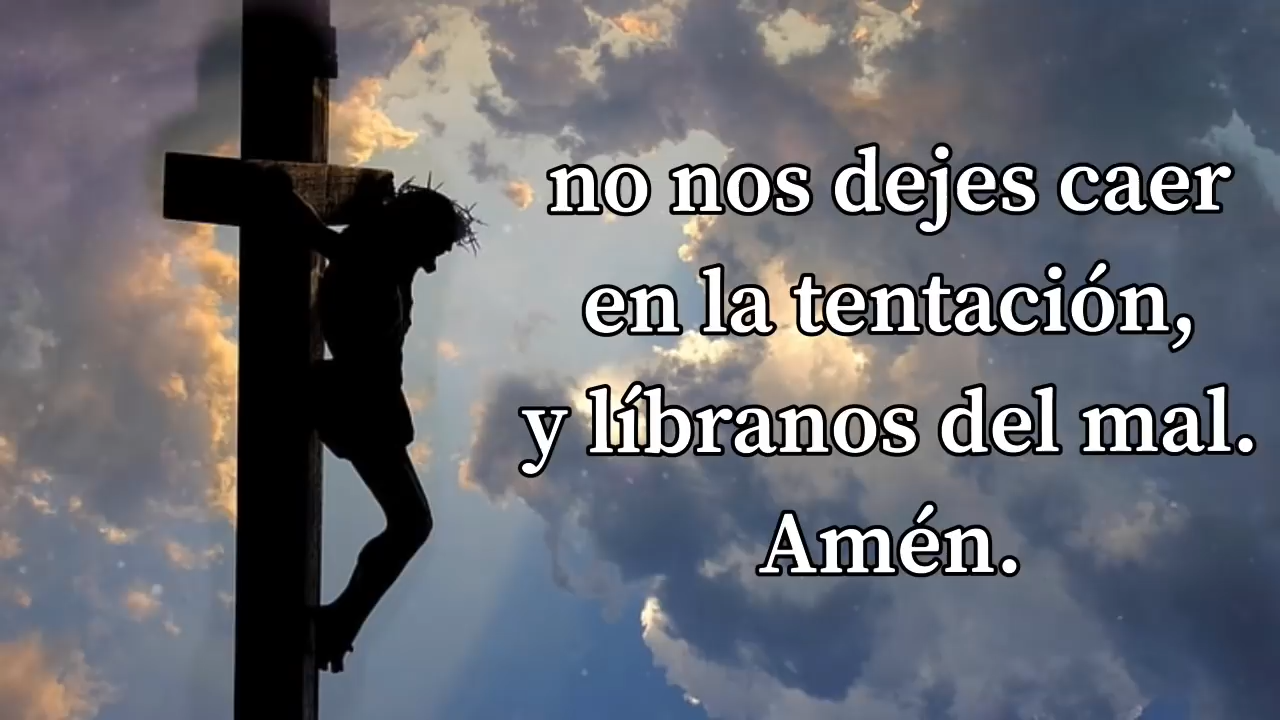 no nos dejes caer
en la tentación,
y líbranos del mal.
Amén.